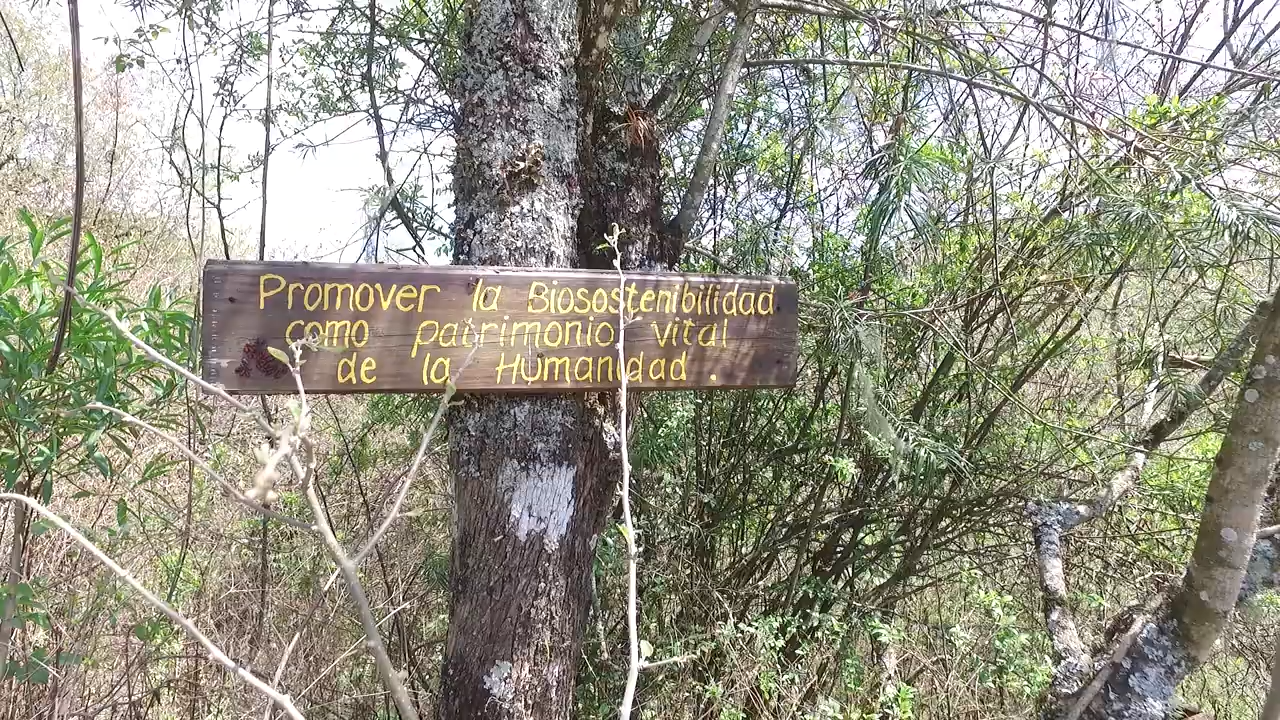 Promover la Biosostenibilidad
como patrimonio vital
de la Humanidad.